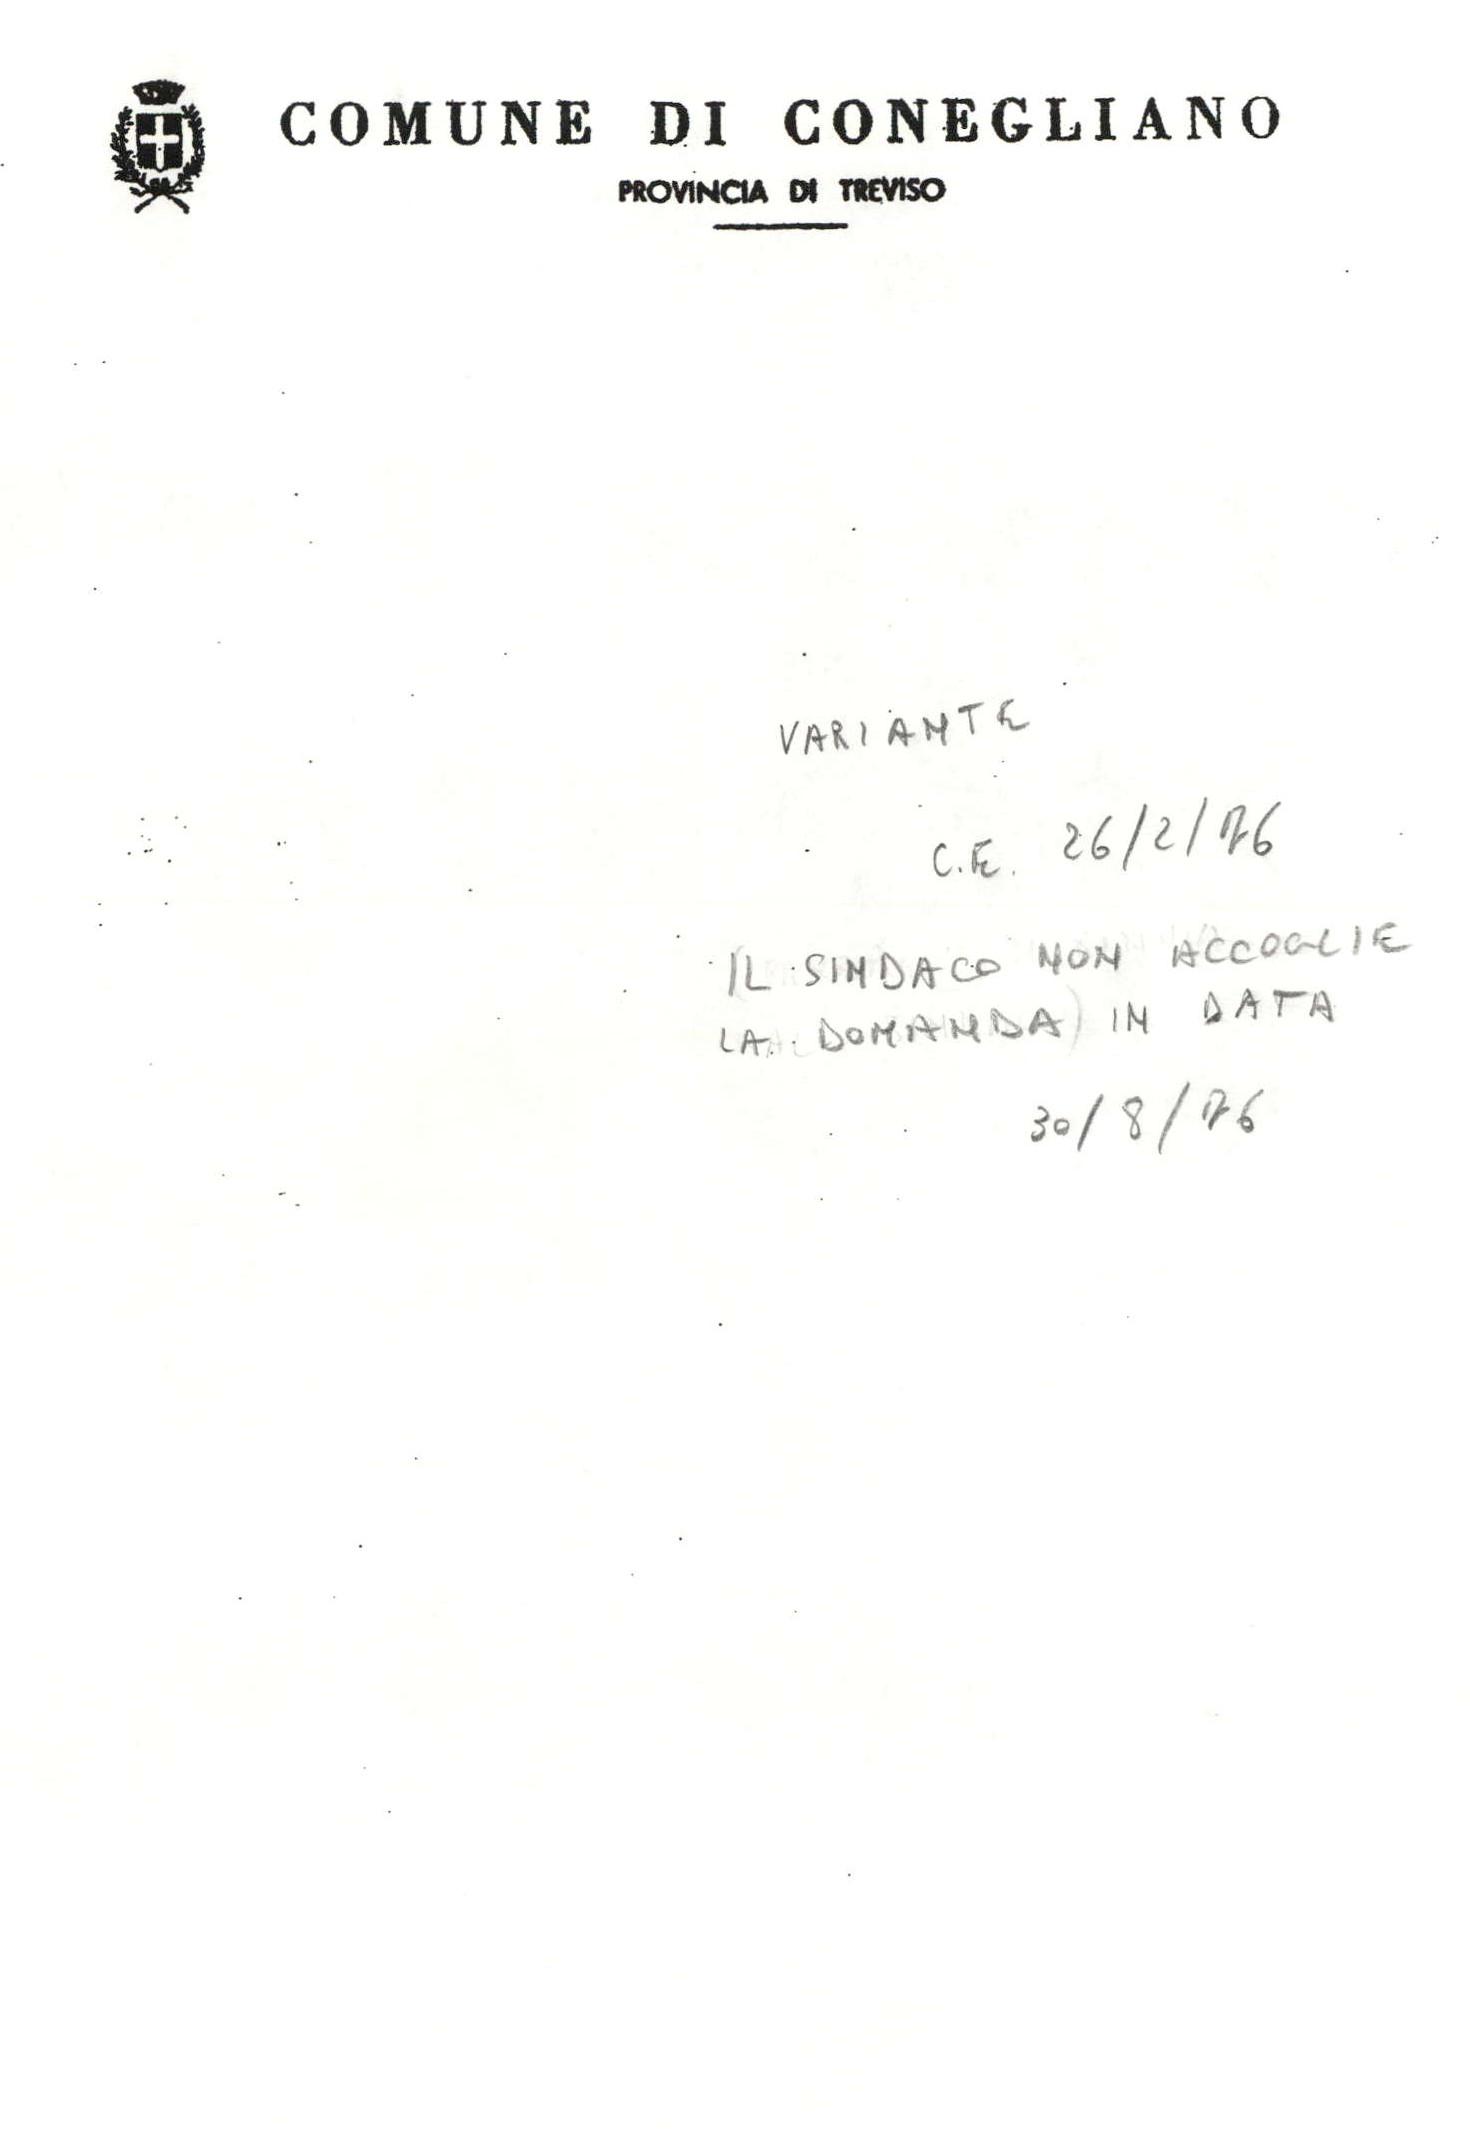 COMUNE DI CONEGLIANO
PROVINCIA DI TREVISO
VARIANTE
C.E. 26/2/76
IL SINDACO NON ACCOGLIE
LA DOMANDA) IN DATA
30/8/76